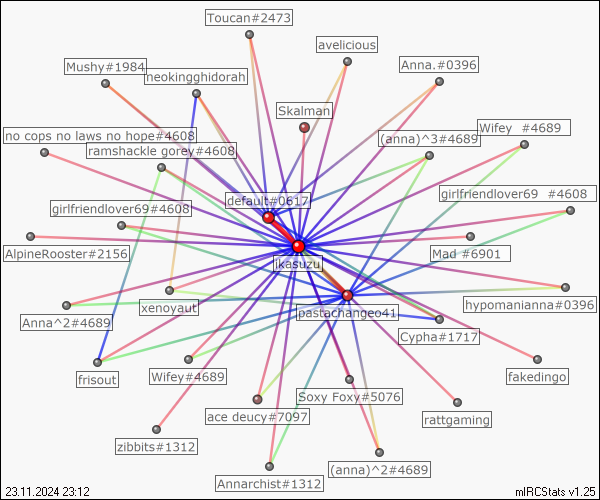 Toucan#2473
avelicious
Mushy#1984
neokingghidorah
Anna.#0396
Skalman
no cops no laws no hope#4608
(anna)^3#4689
Wifey #4689
ramshackle gorey#4608
default#0617
girlfriendlover69 #4608
girlfriendlover69#4608
AlpineRooster#2156
Mad #6901
ikasuzu
xenoyaut
hypomanianna#0396
pastachangeo41
Anna^2#4689
Cypha#1717
frisout
Wifey#4689
fakedingo
Soxy Foxy#5076
ace deucy#7097
rattgaming
zibbits#1312
(anna)^2#4689
Annarchist#1312
23.11.2024 23:12
mIRCStats v1.25